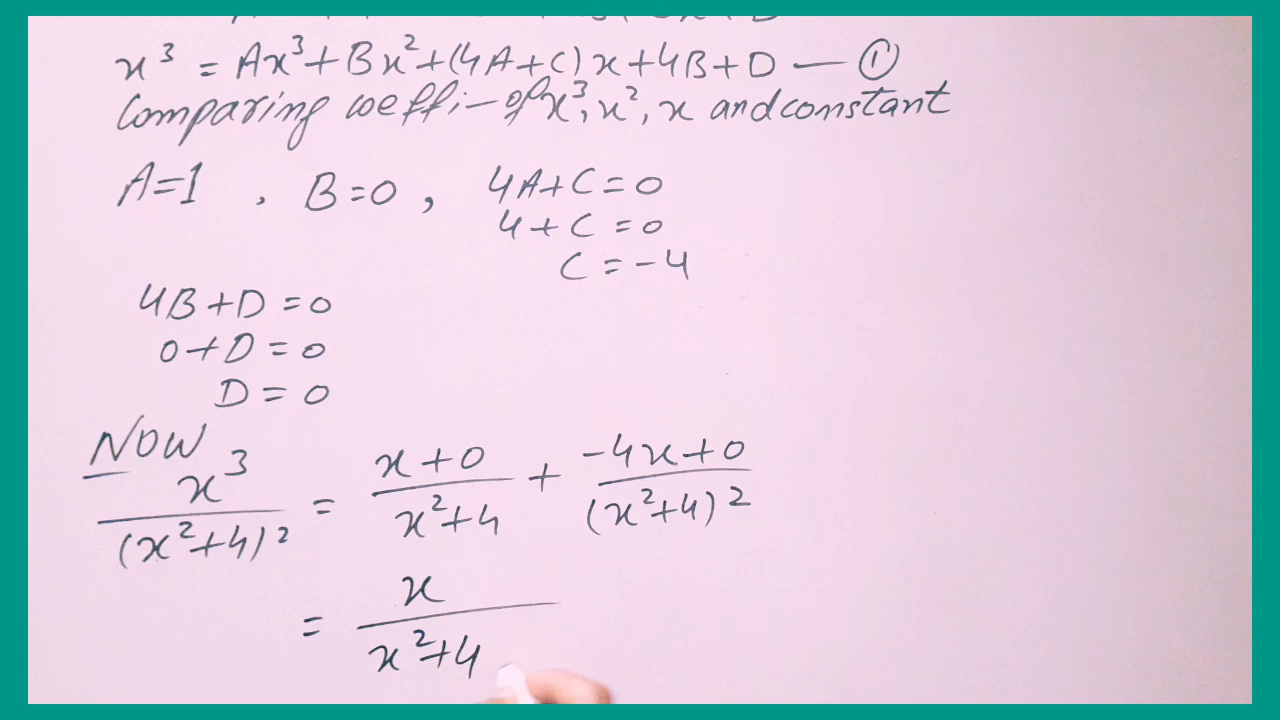 x³ = Ax³+Bx²+(4A+C)x+4B+D — ①
Comparing coeffi:- of x³, x², x and constant
A=1 , B=0 , 4A+C=0
4+C=0
C=-4
4B+D=0
0+D=0
D=0
NOW
x³/(x²+4)² = x+0/x²+4 + -4x+0/(x²+4)²
= x/x²+4